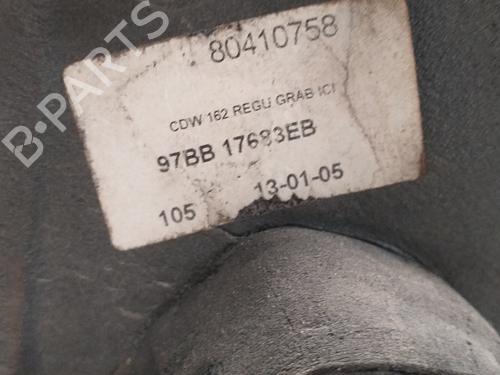 80410758
CDW 162 REGU GRAB ICI
97BB 17683EB
105 13-01-05
B-PARTS